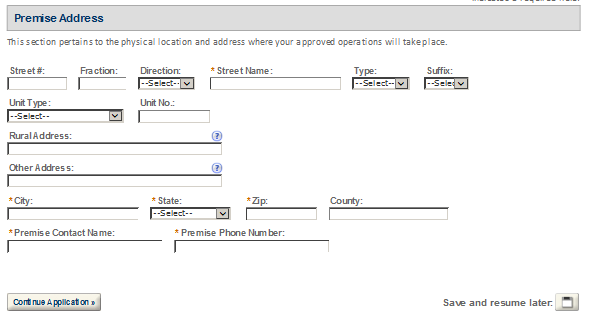 Premise Address
This section pertains to the physical location and address where your approved operations will take place.
Street #: Fraction: Direction: * Street Name: Type: Suffix:
--Select-- --Select-- --Selec
Unit Type: Unit No.:
--Select--
Rural Address: ?
Other Address: ?
* City: * State: * Zip: County:
--Select--
* Premise Contact Name: * Premise Phone Number:
Continue Application » Save and resume later: